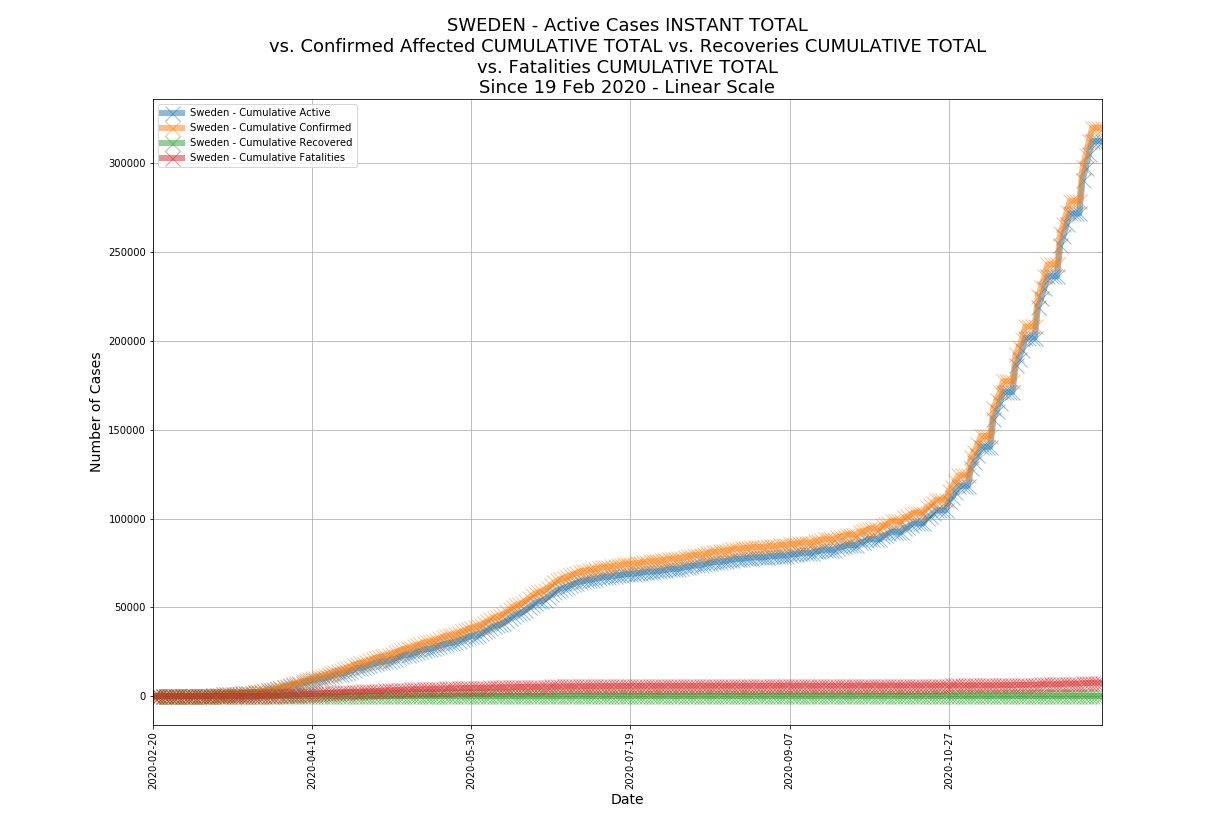 SWEDEN - Active Cases INSTANT TOTAL
vs. Confirmed Affected CUMULATIVE TOTAL vs. Recoveries CUMULATIVE TOTAL
vs. Fatalities CUMULATIVE TOTAL
Since 19 Feb 2020 - Linear Scale
Sweden - Cumulative Active
Sweden - Cumulative Confirmed
Sweden - Cumulative Recovered
Sweden - Cumulative Fatalities
300000
250000
200000
150000
100000
50000
0
Number of Cases
2020-02-20
2020-04-10
2020-05-30
2020-07-19
2020-09-07
2020-10-27
Date